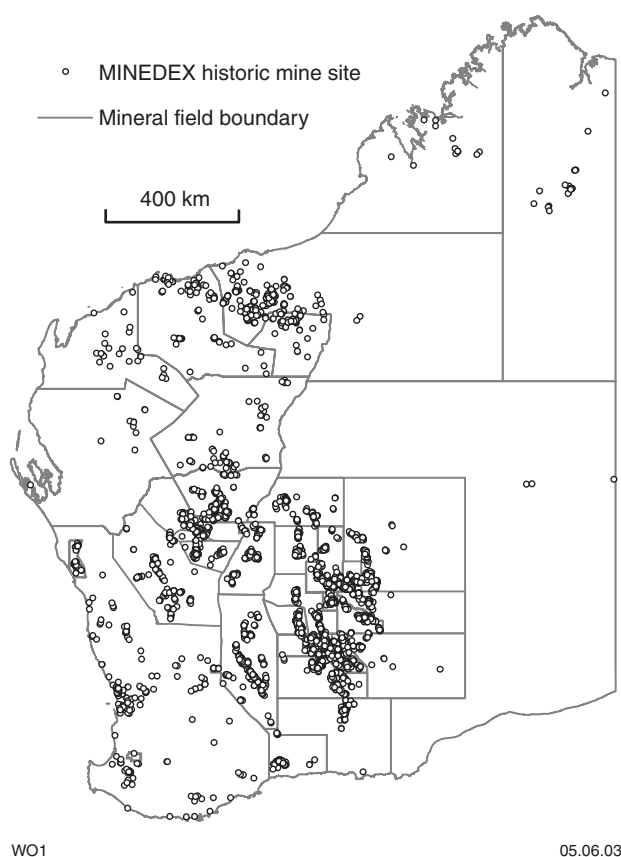 MINEDEX historic mine site
Mineral field boundary
400 km
WO1
05.06.03